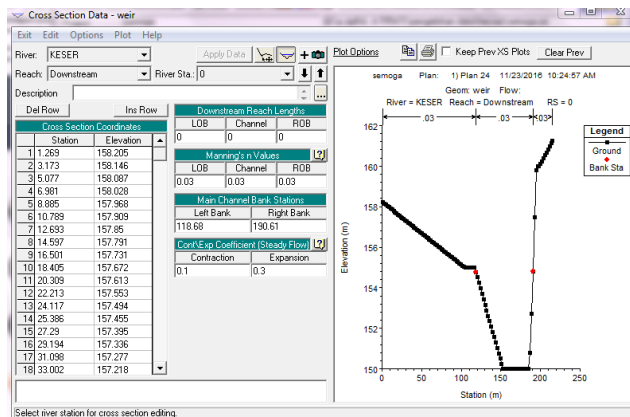 Cross Section Data - weir
Exit Edit Options Plot Help
River: KESER Apply Data
Reach: Downstream River Sta.: 0
Description
...
Del Row Ins Row
Cross Section Coordinates
Station Elevation
1 1.269 158.205
2 3.173 158.146
3 5.077 158.087
4 6.981 158.028
5 8.885 157.968
6 10.789 157.909
7 12.693 157.85
8 14.597 157.791
9 16.501 157.731
10 18.405 157.672
11 20.309 157.613
12 22.213 157.553
13 24.117 157.494
14 25.386 157.455
15 27.29 157.395
16 29.194 157.336
17 31.098 157.277
18 33.002 157.218
Downstream Reach Lengths
LOB Channel ROB
0 0 0
Manning's n Values
LOB Channel ROB
0.03 0.03 0.03
Main Channel Bank Stations
Left Bank Right Bank
118.68 190.61
Cont\Exp Coefficient (Steady Flow)
Contraction Expansion
0.1 0.3
Plot Options Keep Prev XS Plots Clear Prev
semoga Plan: 1) Plan 24 11/23/2016 10:24:57 AM
Geom: weir Flow:
River = KESER Reach = Downstream RS = 0
.03 .03 .03
Legend
Ground
Bank Sta
Elevation (m)
162
160
158
156
154
152
150
0 50 100 150 200 250
Station (m)
Select river station for cross section editing.